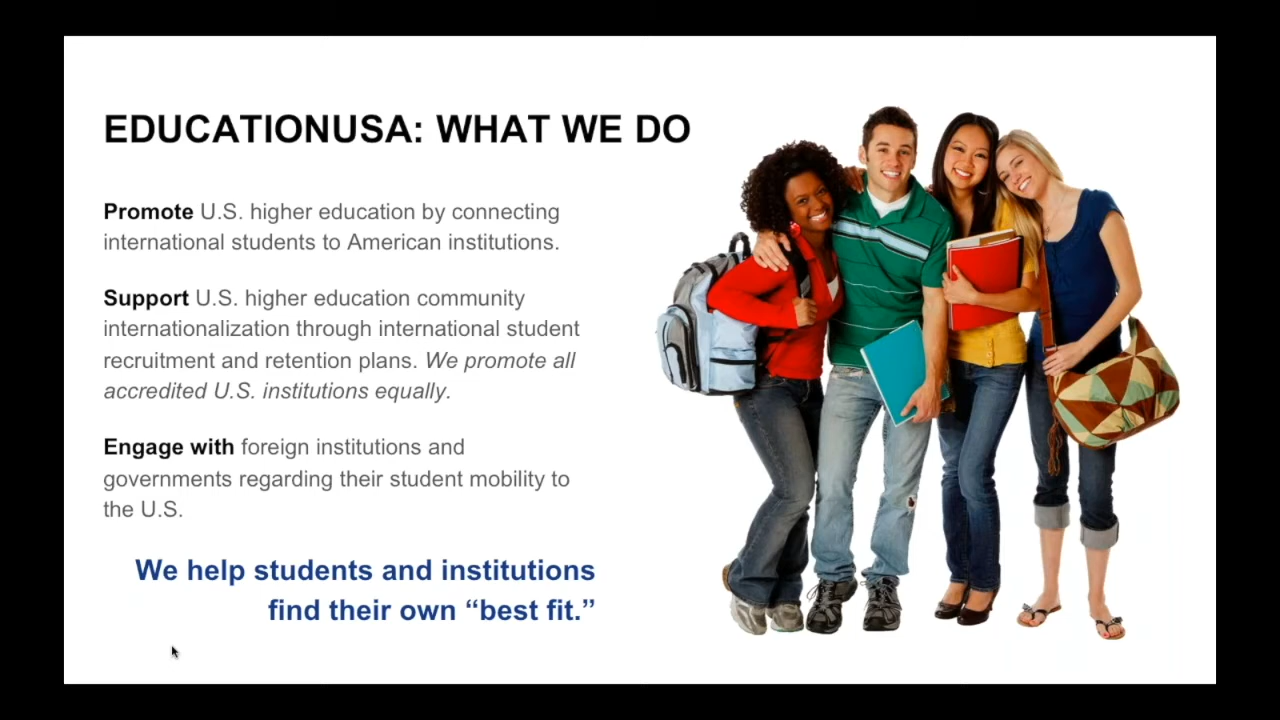 EDUCATIONUSA: WHAT WE DO
Promote U.S. higher education by connecting
international students to American institutions.
Support U.S. higher education community
internationalization through international student
recruitment and retention plans. We promote all
accredited U.S. institutions equally.
Engage with foreign institutions and
governments regarding their student mobility to
the U.S.
We help students and institutions
find their own “best fit.”